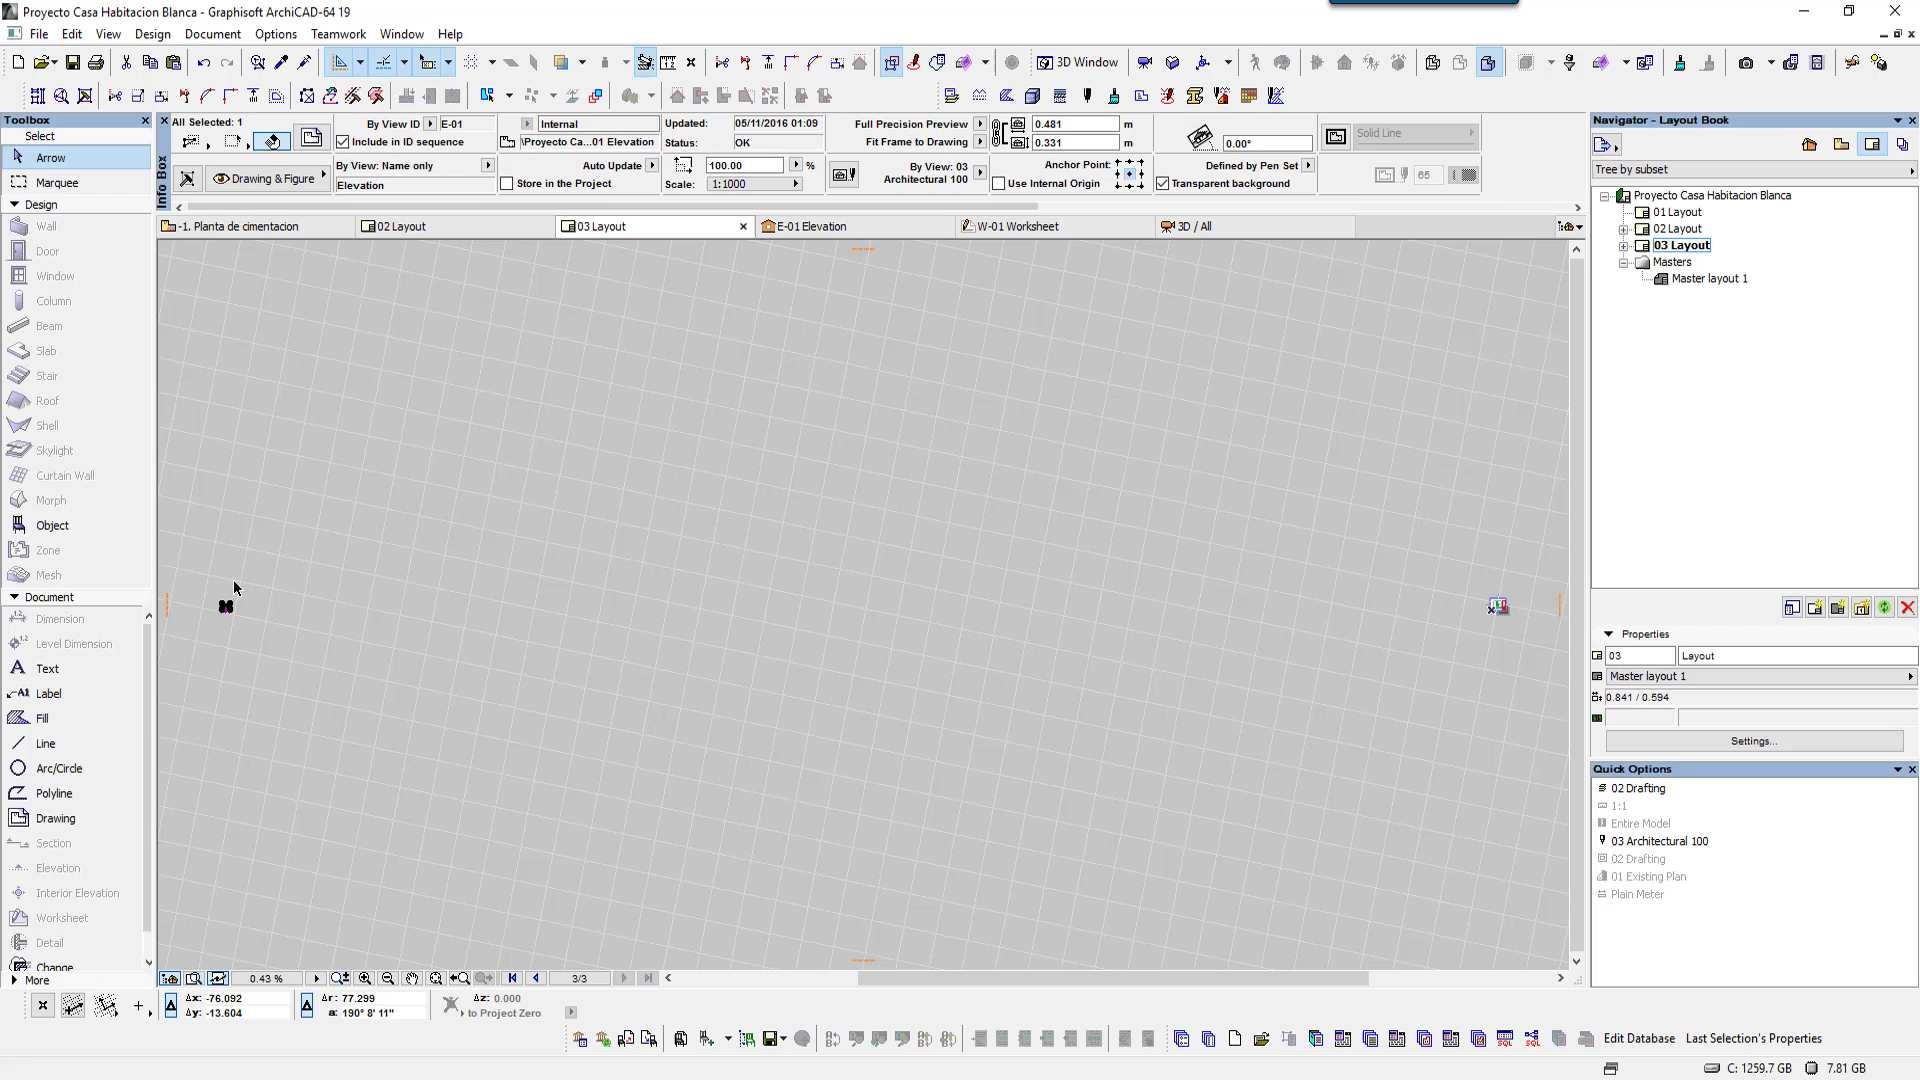 Proyecto Casa Habitacion Blanca - Graphisoft ArchiCAD-64 19
File Edit View Design Document Options Teamwork Window Help
3D Window
Toolbox
Select
Arrow
Marquee
Design
Wall
Door
Window
Column
Beam
Slab
Stair
Roof
Shell
Skylight
Curtain Wall
Morph
Object
Zone
Mesh
Document
Dimension
Level Dimension
Text
Label
Fill
Line
Arc/Circle
Polyline
Drawing
Section
Elevation
Interior Elevation
Worksheet
Detail
Change
More
Info Box
All Selected: 1
Drawing & Figure
By View ID E-01
Include in ID sequence
By View: Name only
Elevation
Internal
\Proyecto Ca...01 Elevation
Auto Update
Store in the Project
Updated: 05/11/2016 01:09
Status: OK
100.00 %
Scale: 1:1000
Full Precision Preview
Fit Frame to Drawing
By View: 03
Architectural 100
0.481 m
0.331 m
Anchor Point:
Use Internal Origin
0.00°
Defined by Pen Set
Transparent background
Solid Line
65
-1. Planta de cimentacion
02 Layout
03 Layout
E-01 Elevation
W-01 Worksheet
3D / All
0.43 %
3/3
Δx: -76.092
Δy: -13.604
Δr: 77.299
a: 190° 8' 11"
Δz: 0.000
to Project Zero
Navigator - Layout Book
Tree by subset
Proyecto Casa Habitacion Blanca
01 Layout
02 Layout
03 Layout
Masters
Master layout 1
Properties
03 Layout
Master layout 1
0.841 / 0.594
Settings...
Quick Options
02 Drafting
1:1
Entire Model
03 Architectural 100
02 Drafting
01 Existing Plan
Plain Meter
Edit Database Last Selection's Properties
C: 1259.7 GB 7.81 GB